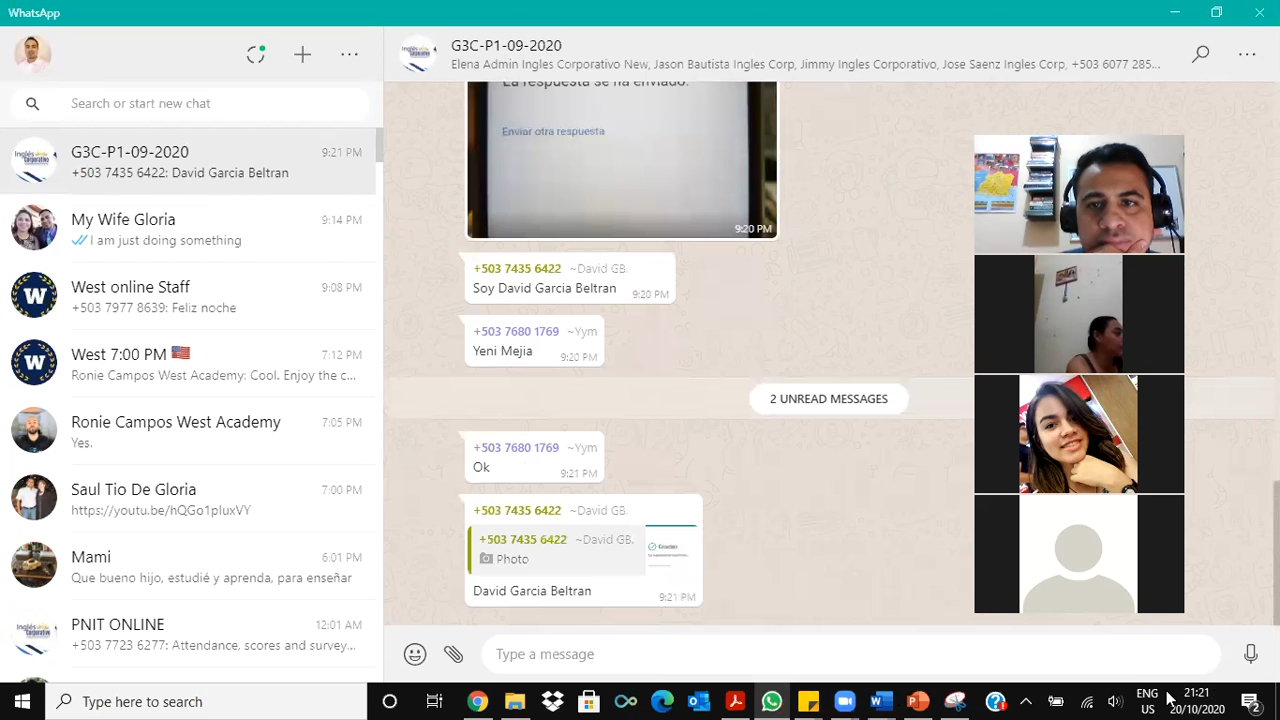 WhatsApp
Search or start new chat
G3C-P1-09-2020
9:21 PM
+503 7435 6422: David Garcia Beltran
My Wife Gloria
9:14 PM
I am just doing something
West online Staff
9:08 PM
+503 7977 8639: Feliz noche
West 7:00 PM
7:12 PM
Ronie Campos West Academy: Cool. Enjoy the c...
Ronie Campos West Academy
7:05 PM
Yes.
Saul Tio De Gloria
7:00 PM
https://youtu.be/hQGo1pIuxVY
Mami
6:01 PM
Que bueno hijo, estudié y aprenda, para enseñar
PNIT ONLINE
12:01 AM
+503 7723 6277: Attendance, scores and survey...
G3C-P1-09-2020
Elena Admin Ingles Corporativo New, Jason Bautista Ingles Corp, Jimmy Ingles Corporativo, Jose Saenz Ingles Corp, +503 6077 285...
La respuesta se ha enviado.
Enviar otra respuesta
9:20 PM
+503 7435 6422 ~David GB.
Soy David Garcia Beltran
9:20 PM
+503 7680 1769 ~Yym
Yeni Mejia
9:20 PM
2 UNREAD MESSAGES
+503 7680 1769 ~Yym
Ok
9:21 PM
+503 7435 6422 ~David GB.
+503 7435 6422 ~David GB.
Photo
David Garcia Beltran
9:21 PM
Type a message
Type here to search
ENG
US
21:21
20/10/2020
2